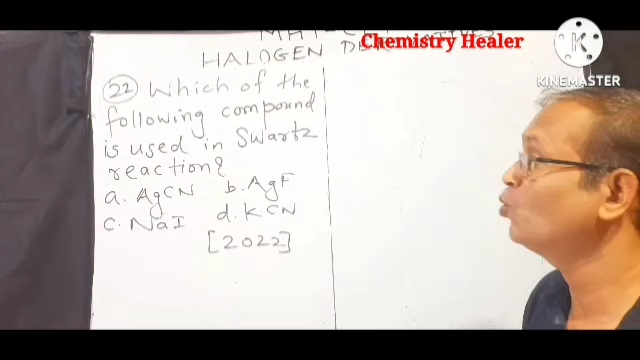 Chemistry Healer
K
KINEMASTER
HALOGEN DERIVATIVES
22 Which of the
following compound
is used in Swartz
reaction?
a. AgCN b. AgF
c. NaI d. KCN
[2022]